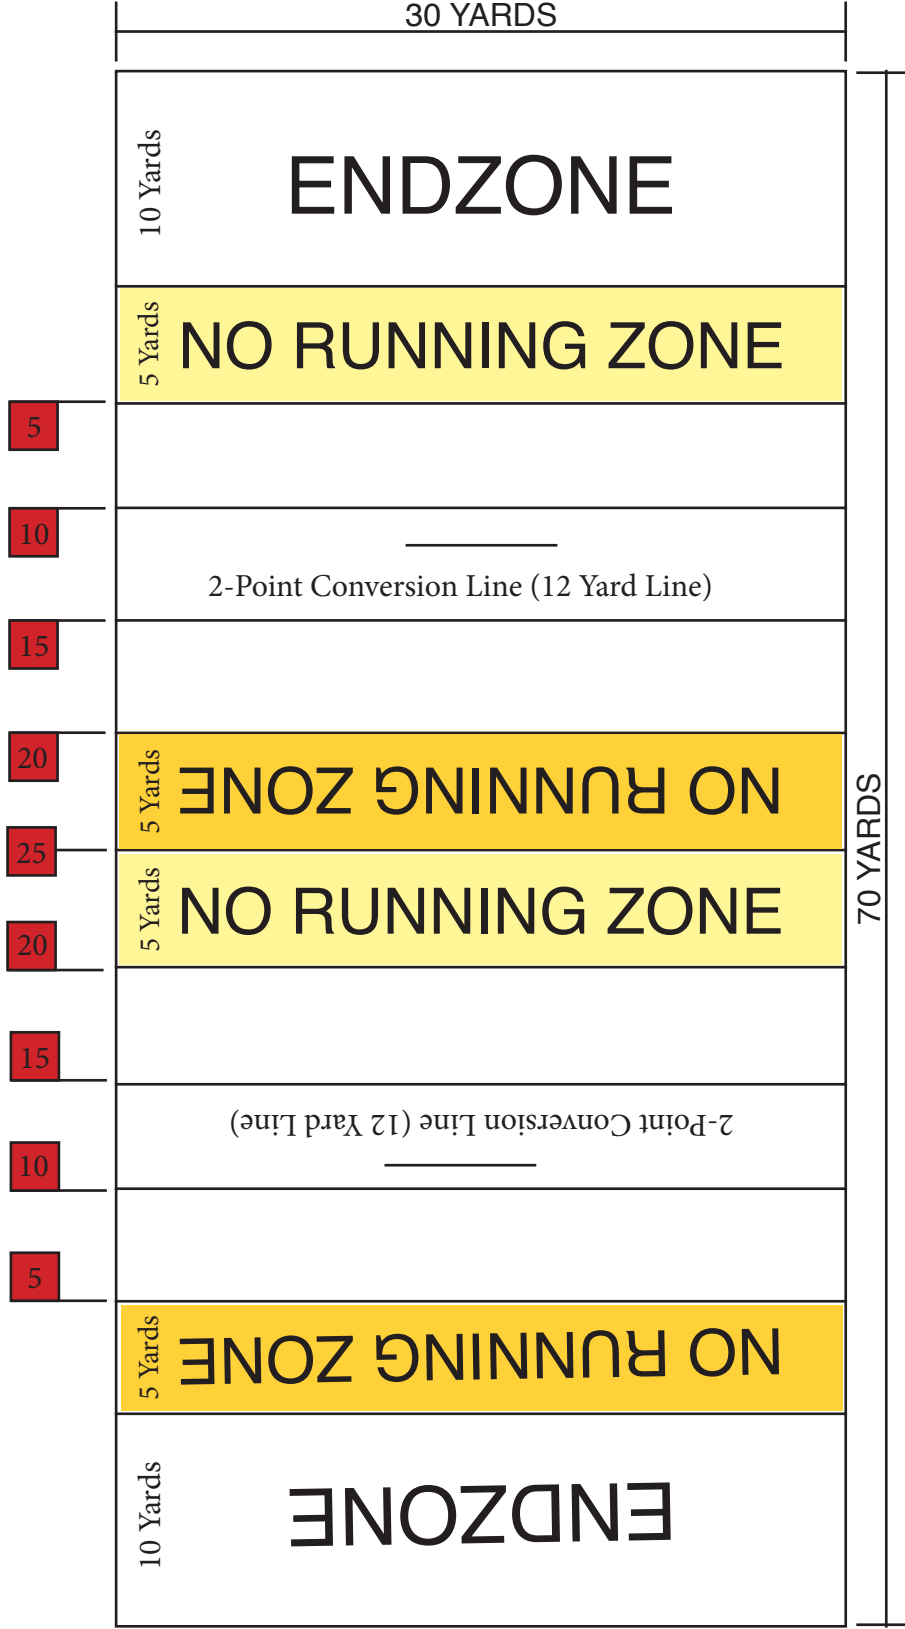 30 YARDS
10 Yards
ENDZONE
5 Yards
NO RUNNING ZONE
5
10
2-Point Conversion Line (12 Yard Line)
15
20
5 Yards
NO RUNNING ZONE
25
5 Yards
NO RUNNING ZONE
70 YARDS
20
15
2-Point Conversion Line (12 Yard Line)
10
5
5 Yards
NO RUNNING ZONE
10 Yards
ENDZONE